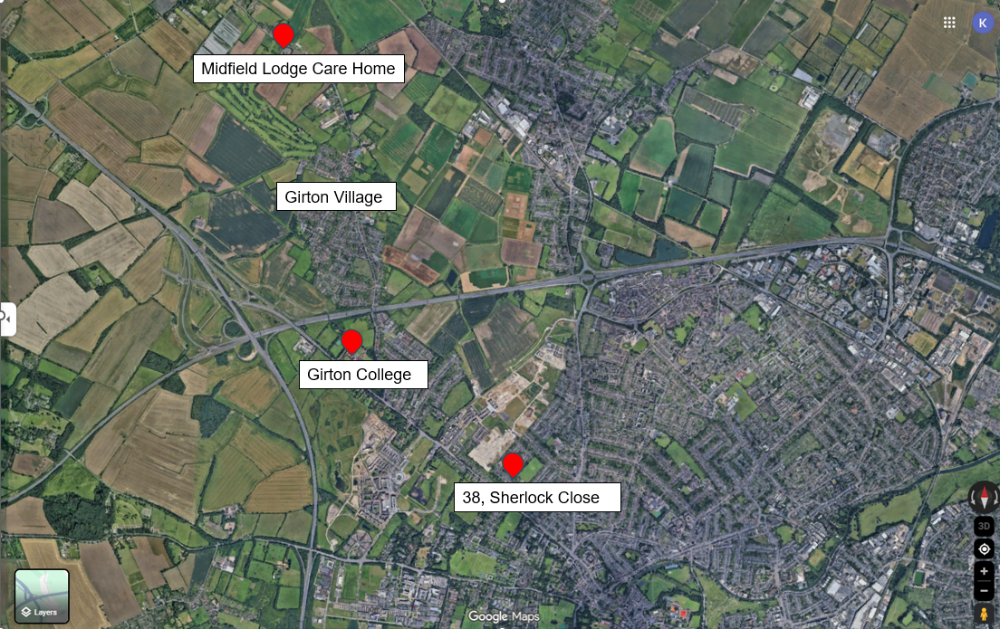 K
Midfield Lodge Care Home
Girton Village
Girton College
38, Sherlock Close
3D
Layers
Google Maps